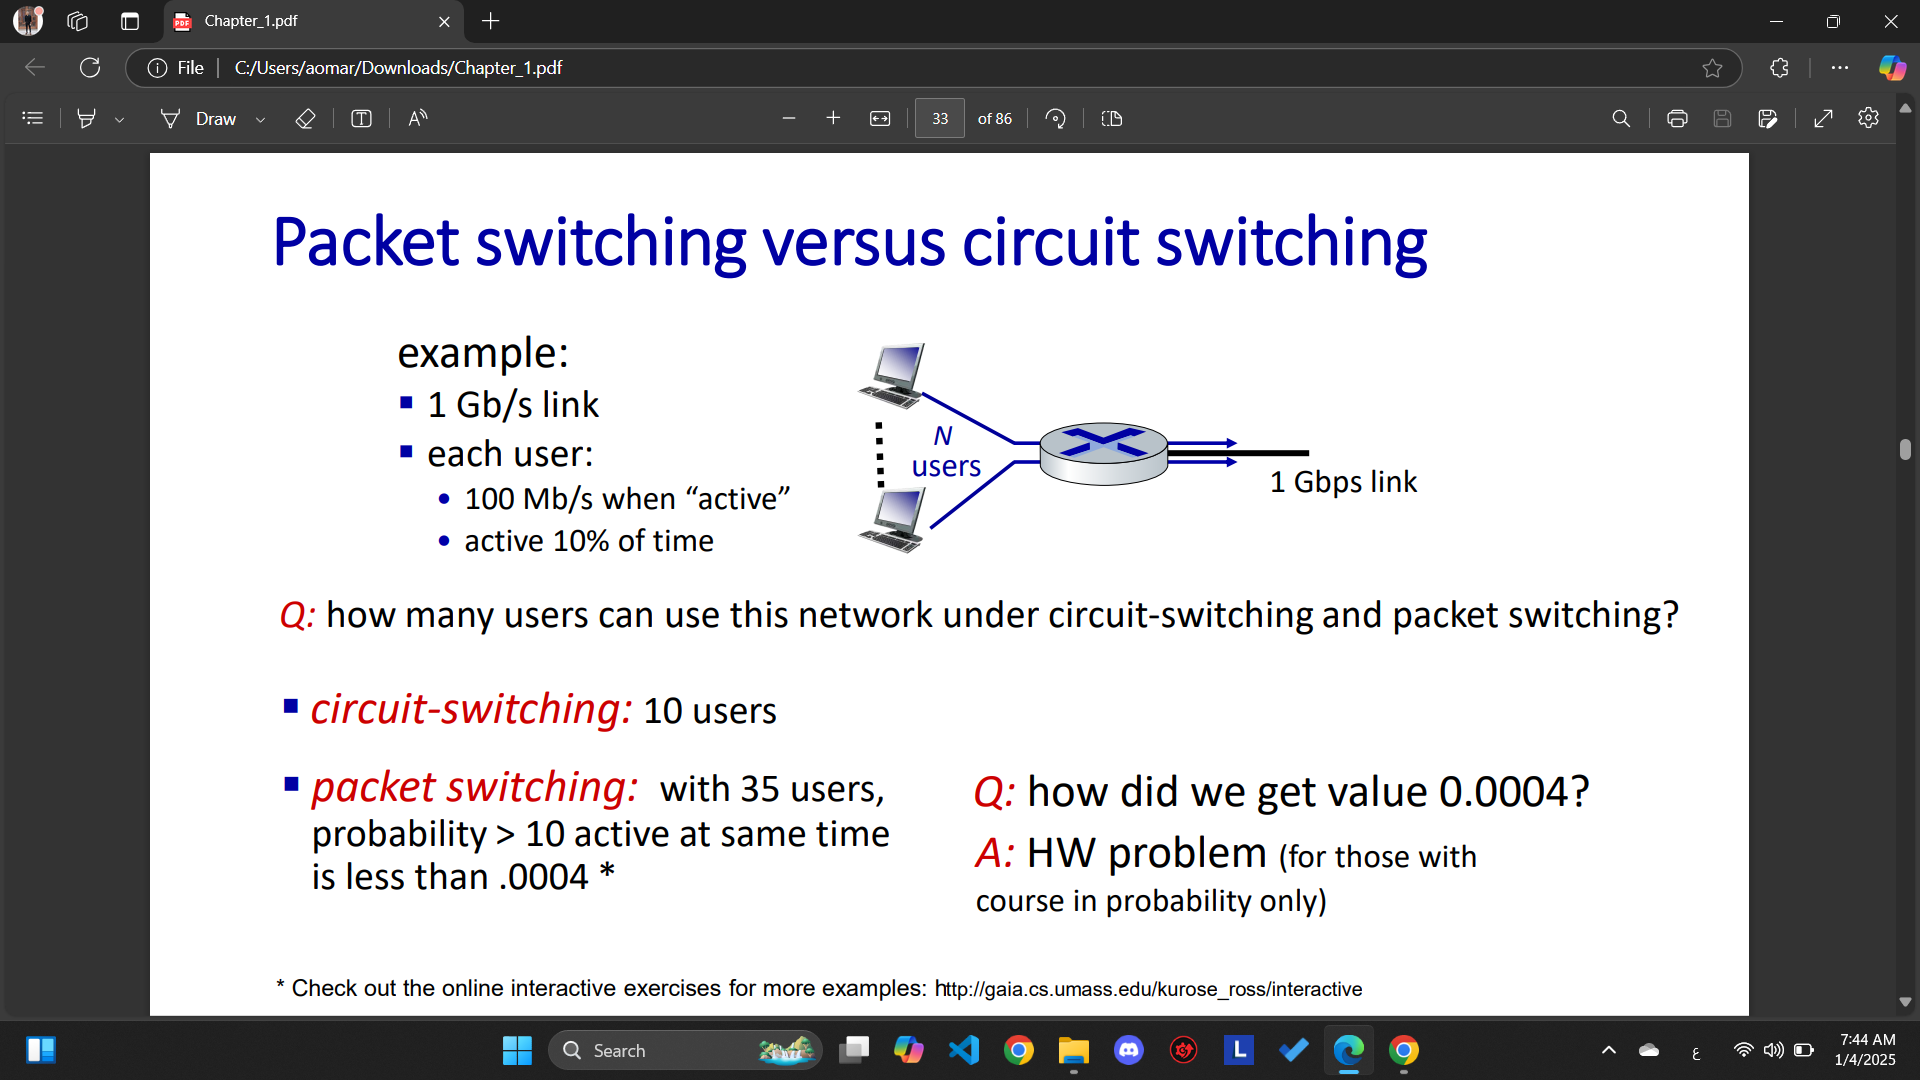 Chapter_1.pdf
File
C:/Users/aomar/Downloads/Chapter_1.pdf
Draw
33 of 86
Packet switching versus circuit switching
example:
1 Gb/s link
each user:
100 Mb/s when “active”
active 10% of time
N
users
1 Gbps link
Q: how many users can use this network under circuit-switching and packet switching?
circuit-switching: 10 users
packet switching: with 35 users,
probability > 10 active at same time
is less than .0004 *
Q: how did we get value 0.0004?
A: HW problem (for those with
course in probability only)
* Check out the online interactive exercises for more examples: http://gaia.cs.umass.edu/kurose_ross/interactive
Search
L
ع
7:44 AM
1/4/2025